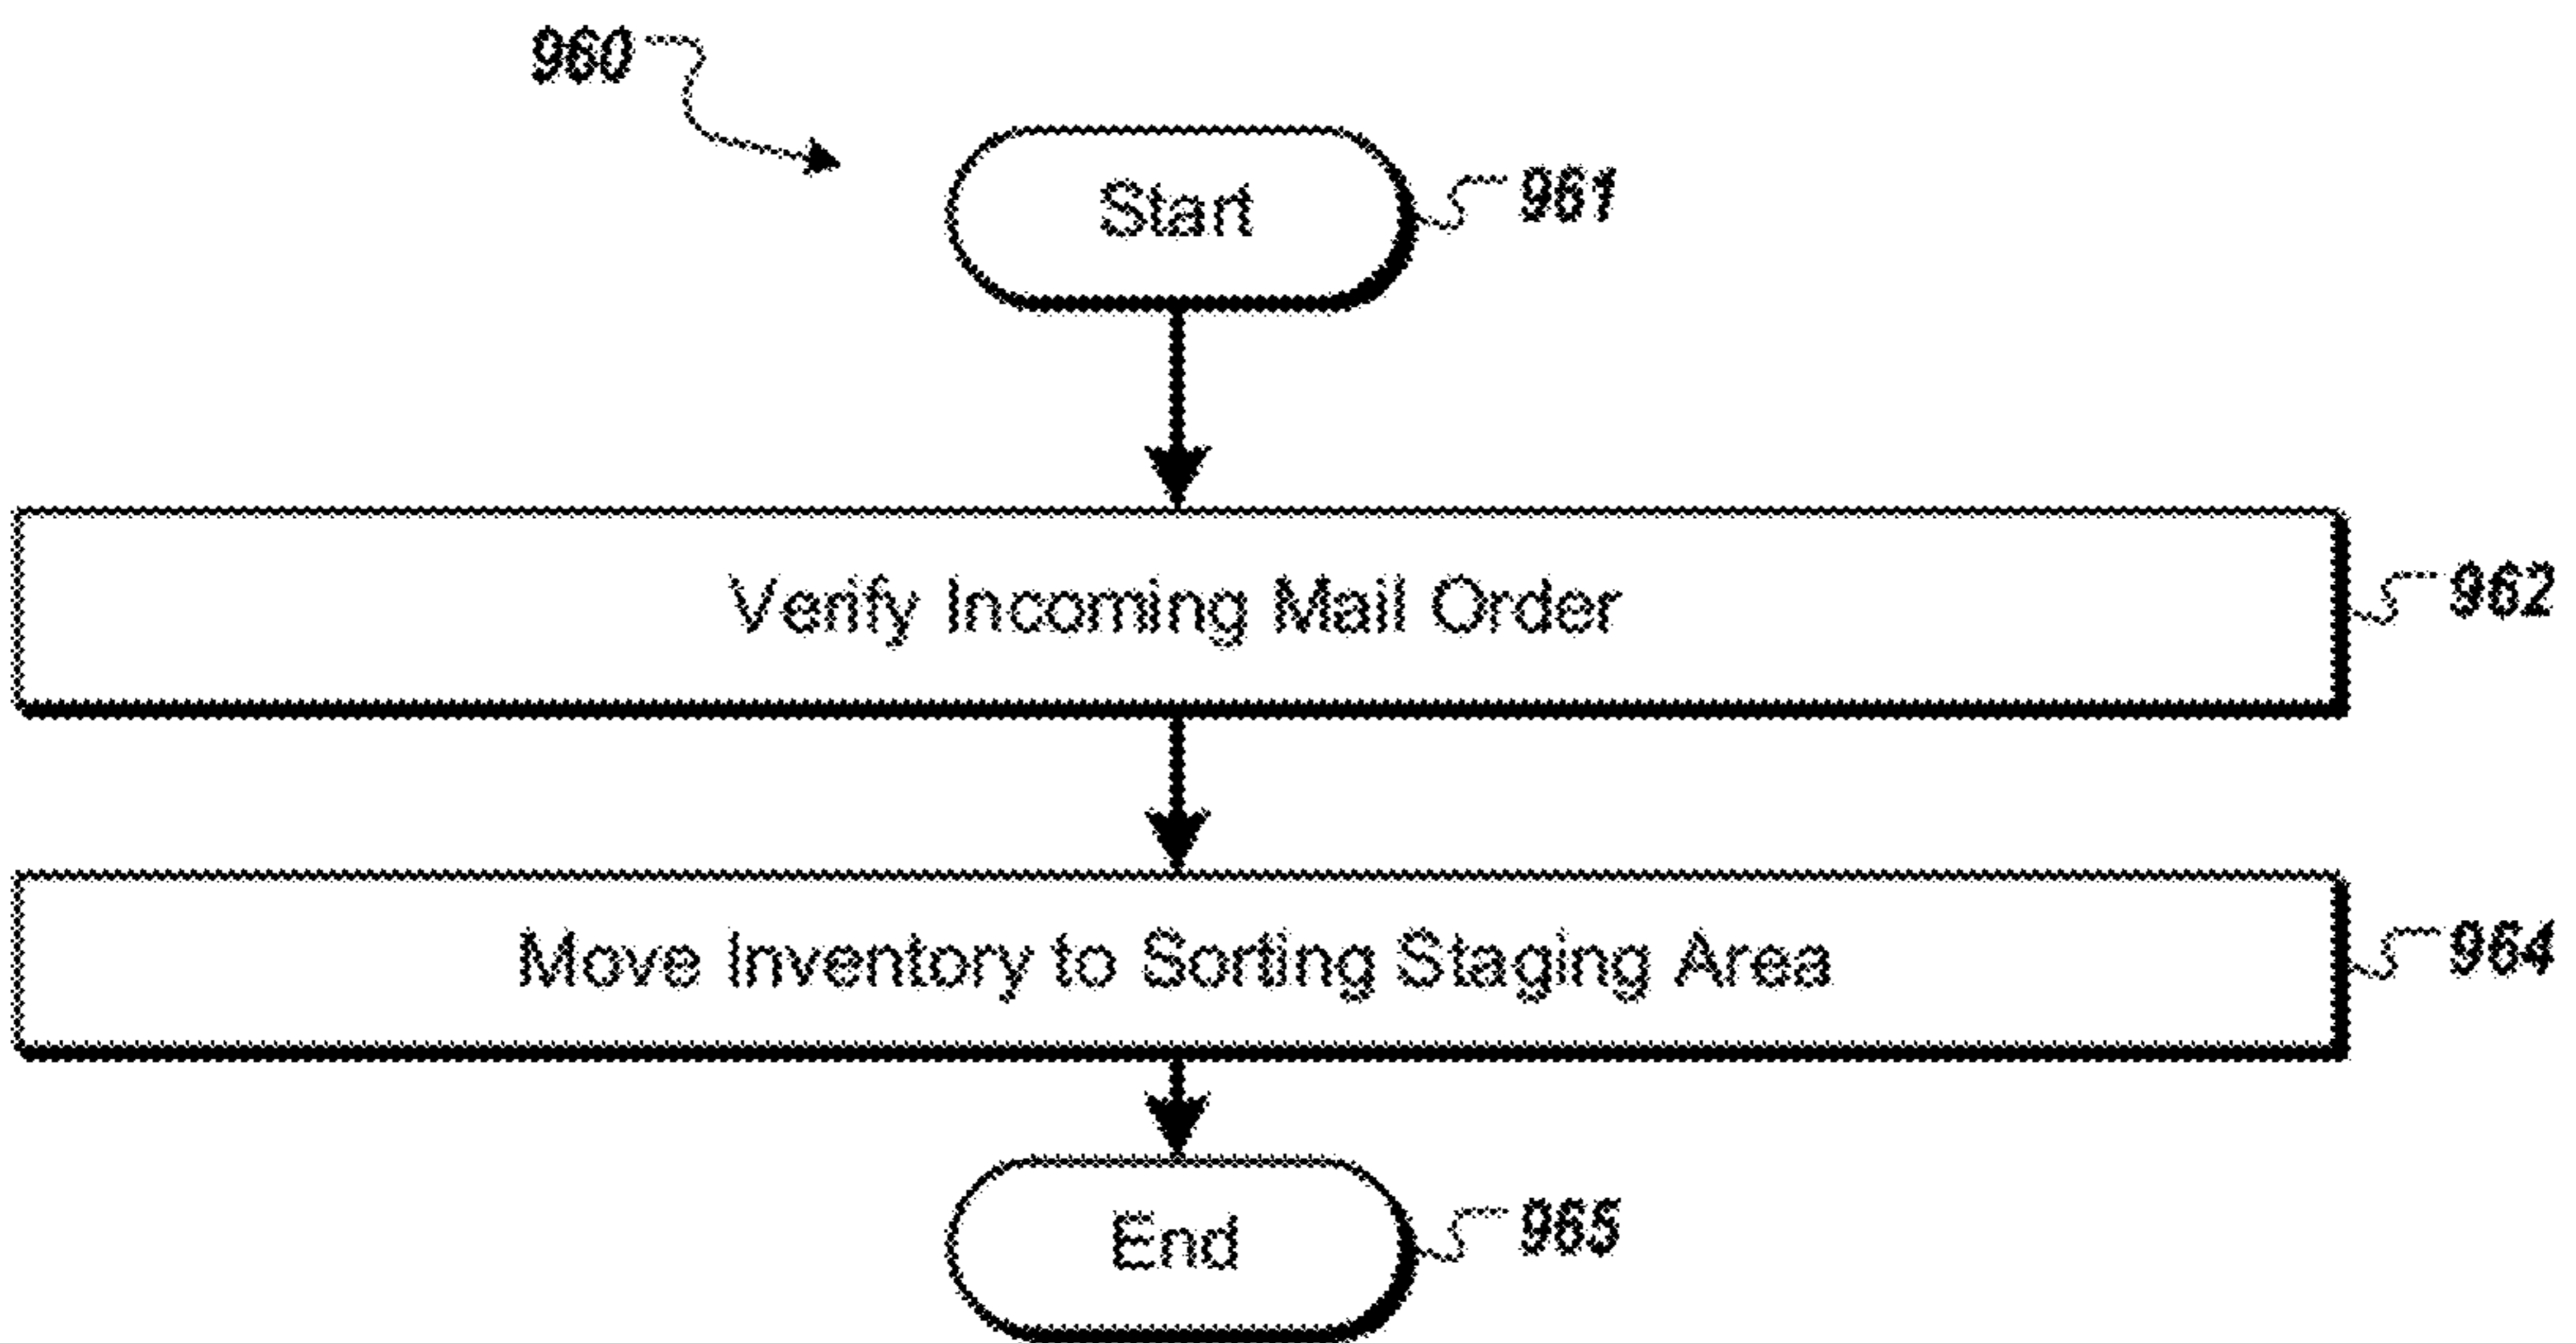 960
Start
961
Verify Incoming Mail Order
962
Move Inventory to Sorting Staging Area
964
End
965